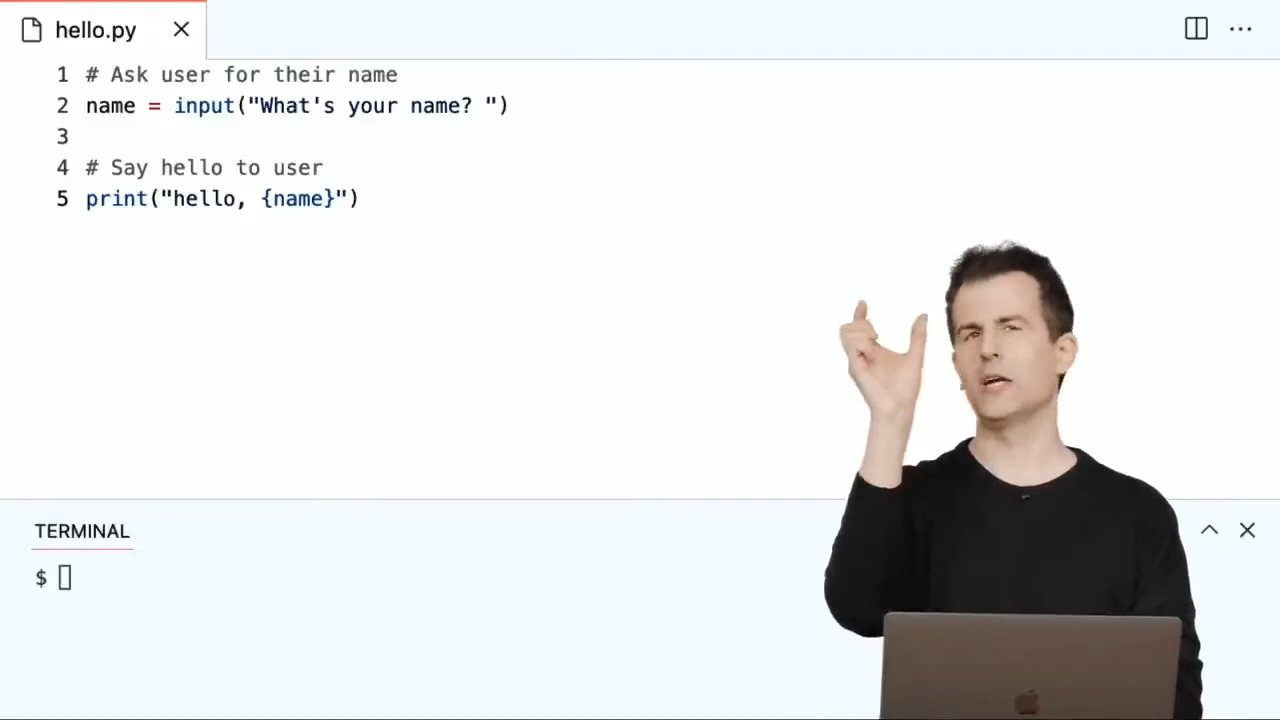 hello.py
1 # Ask user for their name
2 name = input("What's your name? ")
3
4 # Say hello to user
5 print("hello, {name}")
TERMINAL
$